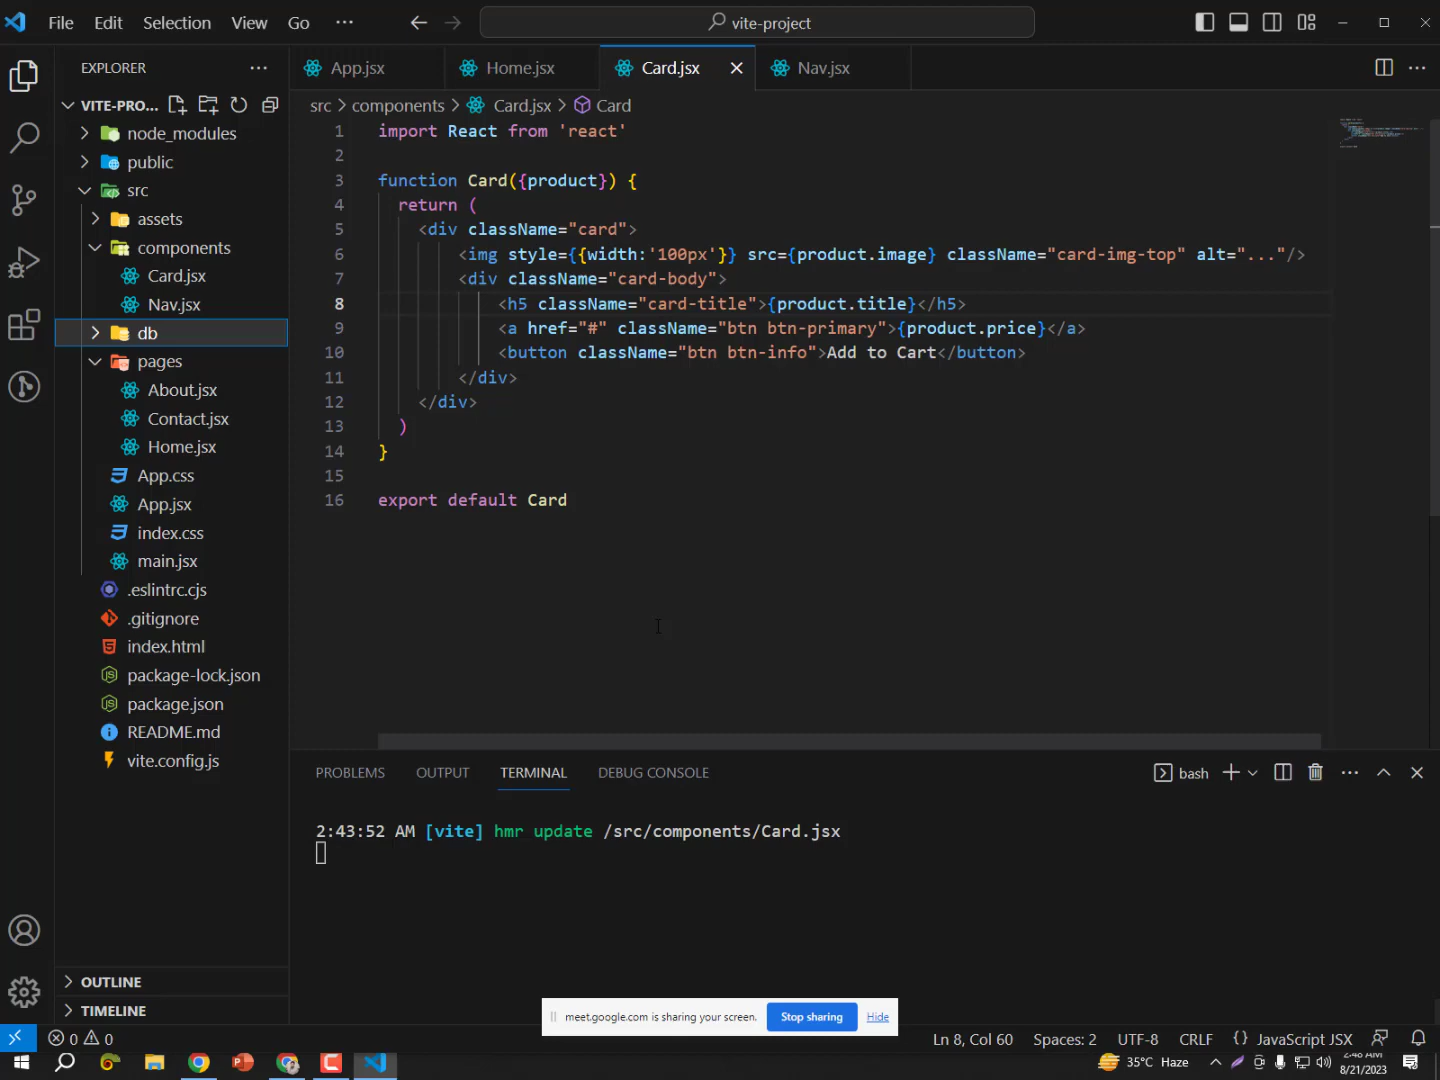 File Edit Selection View Go ... vite-project
EXPLORER ...
App.jsx Home.jsx Card.jsx Nav.jsx
VITE-PRO...
src > components > Card.jsx > Card
node_modules
public
src
assets
components
Card.jsx
Nav.jsx
db
pages
About.jsx
Contact.jsx
Home.jsx
App.css
App.jsx
index.css
main.jsx
.eslintrc.cjs
.gitignore
index.html
package-lock.json
package.json
README.md
vite.config.js
OUTLINE
TIMELINE
1 import React from 'react'
2
3 function Card({product}) {
4 return (
5 <div className="card">
6 <img style={{width:'100px'}} src={product.image} className="card-img-top" alt="..."/>
7 <div className="card-body">
8 <h5 className="card-title">{product.title}</h5>
9 <a href="#" className="btn btn-primary">{product.price}</a>
10 <button className="btn btn-info">Add to Cart</button>
11 </div>
12 </div>
13 )
14 }
15
16 export default Card
PROBLEMS OUTPUT TERMINAL DEBUG CONSOLE bash
2:43:52 AM [vite] hmr update /src/components/Card.jsx
meet.google.com is sharing your screen. Stop sharing Hide
0 0 Ln 8, Col 60 Spaces: 2 UTF-8 CRLF {} JavaScript JSX
35°C Haze 2:48 AM
8/21/2023